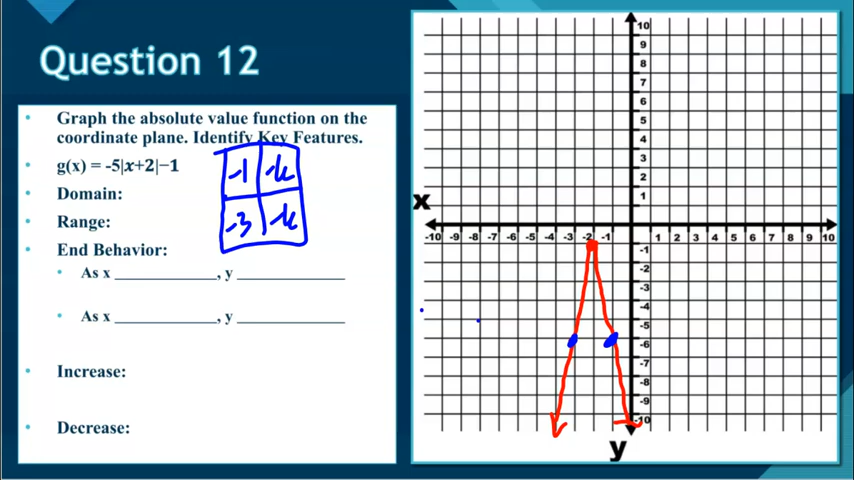 Question 12
• Graph the absolute value function on the
coordinate plane. Identify Key Features.
• g(x) = -5|x+2|−1
• Domain:
• Range:
• End Behavior:
• As x ____________, y ____________
• As x ____________, y ____________
• Increase:
• Decrease:
-1
-3
10
9
8
7
6
5
4
3
2
1
x
-10 -9 -8 -7 -6 -5 -4 -3 -2 -1 1 2 3 4 5 6 7 8 9 10
-1
-2
-3
-4
-5
-6
-7
-8
-9
-10
y